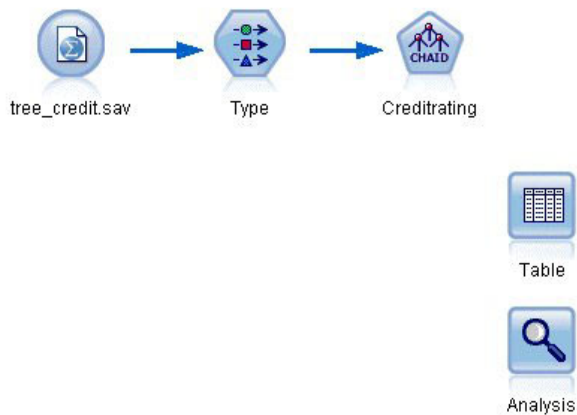 CHAID
tree_credit.sav
Type
Creditrating
Table
Analysis